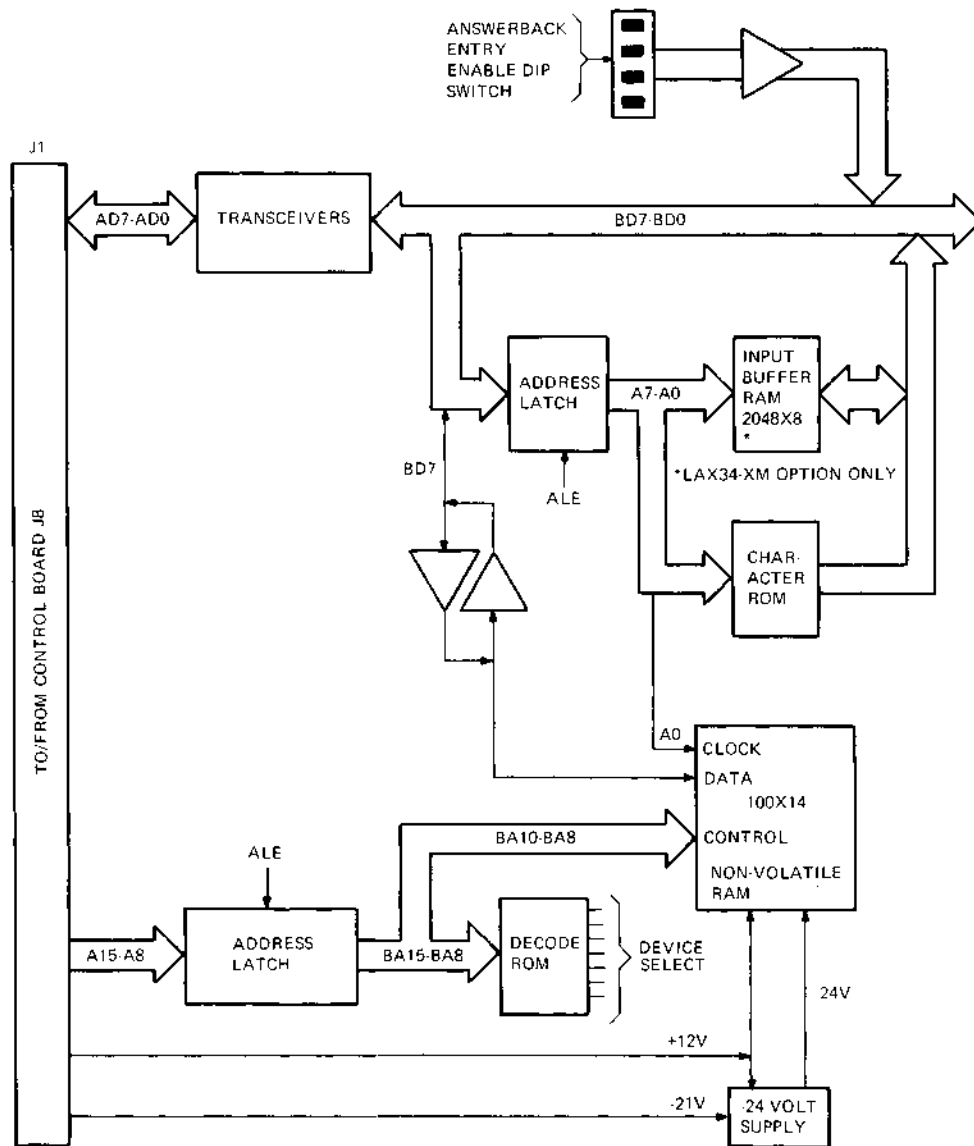 ANSWERBACK
ENTRY
ENABLE DIP
SWITCH
J1
AD7-AD0
TRANSCEIVERS
BD7-BD0
ADDRESS
LATCH
A7-A0
INPUT
BUFFER
RAM
2048X8
*
*LAX34-XM OPTION ONLY
BD7
ALE
CHAR-
ACTER
ROM
TO/FROM CONTROL BOARD J8
A0
CLOCK
DATA
100X14
CONTROL
NON-VOLATILE
RAM
BA10-BA8
ALE
A15-A8
ADDRESS
LATCH
BA15-BA8
DECODE
ROM
DEVICE
SELECT
24V
+12V
-21V
-24 VOLT
SUPPLY